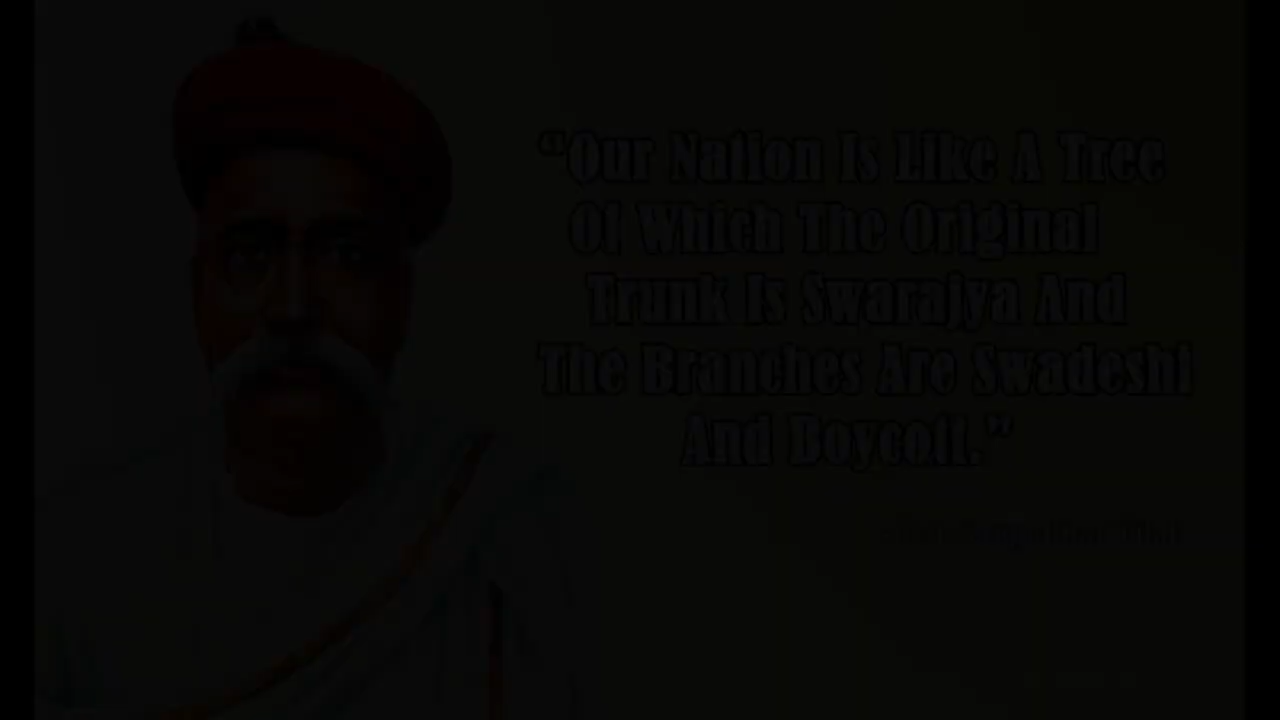 “Our Nation Is Like A Tree
Of Which The Original
Trunk Is Swarajya And
The Branches Are Swadeshi
And Boycott.”